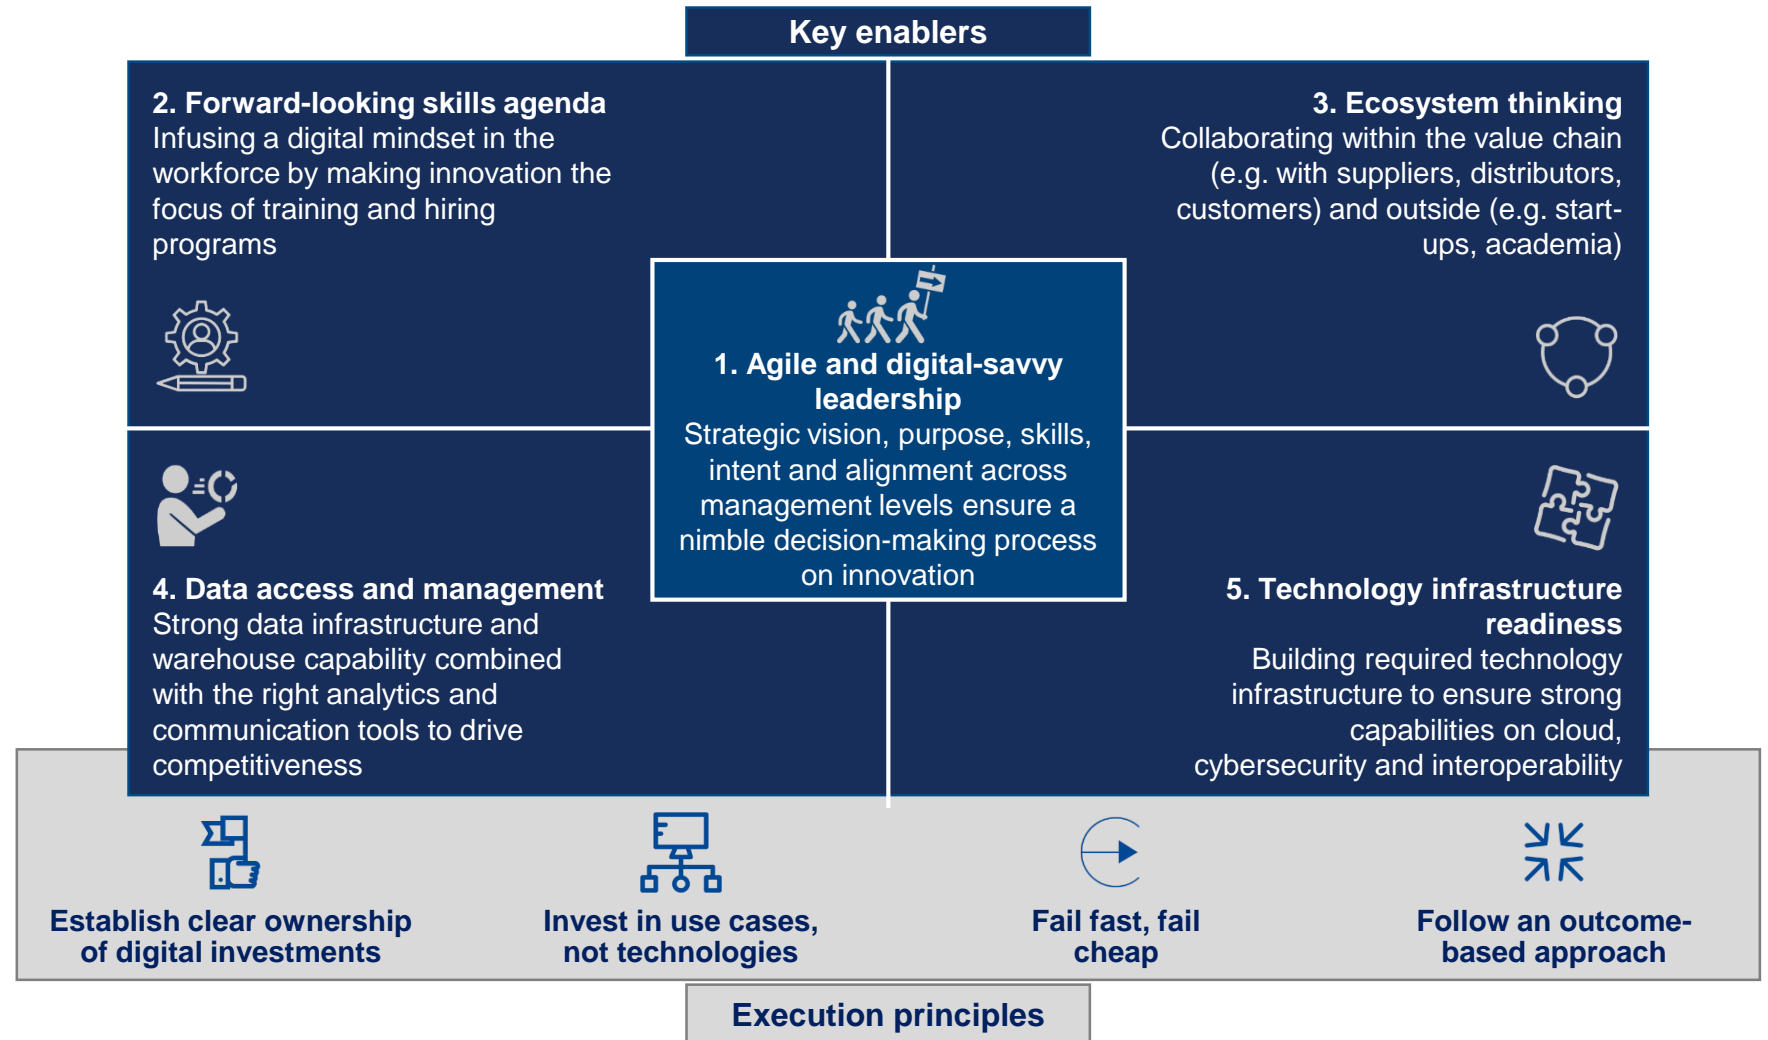 Key enablers
2. Forward-looking skills agenda
Infusing a digital mindset in the
workforce by making innovation the
focus of training and hiring
programs
3. Ecosystem thinking
Collaborating within the value chain
(e.g. with suppliers, distributors,
customers) and outside (e.g. start-
ups, academia)
1. Agile and digital-savvy
leadership
Strategic vision, purpose, skills,
intent and alignment across
management levels ensure a
nimble decision-making process
on innovation
4. Data access and management
Strong data infrastructure and
warehouse capability combined
with the right analytics and
communication tools to drive
competitiveness
5. Technology infrastructure
readiness
Building required technology
infrastructure to ensure strong
capabilities on cloud,
cybersecurity and interoperability
Establish clear ownership
of digital investments
Invest in use cases,
not technologies
Fail fast, fail
cheap
Follow an outcome-
based approach
Execution principles